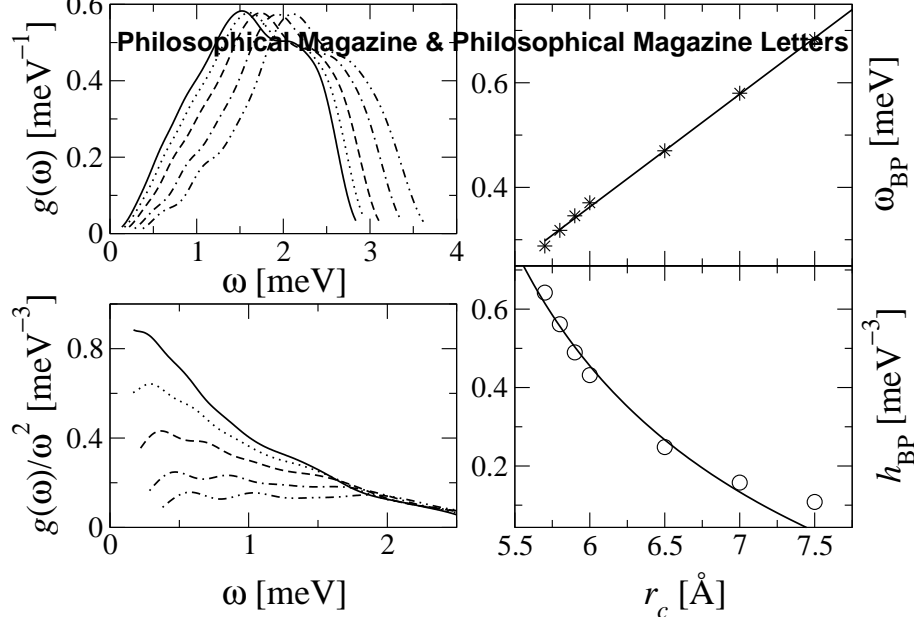 Philosophical Magazine & Philosophical Magazine Letters
g(ω) [meV⁻¹]
0.6
0.4
0.2
0
0 1 2 3 4
ω [meV]
g(ω)/ω² [meV⁻³]
0.8
0.4
0
0 1 2
ω [meV]
0.6
0.4
ω_BP [meV]
0.6
0.4
0.2
h_BP [meV⁻³]
5.5 6 6.5 7 7.5
r_c [Å]